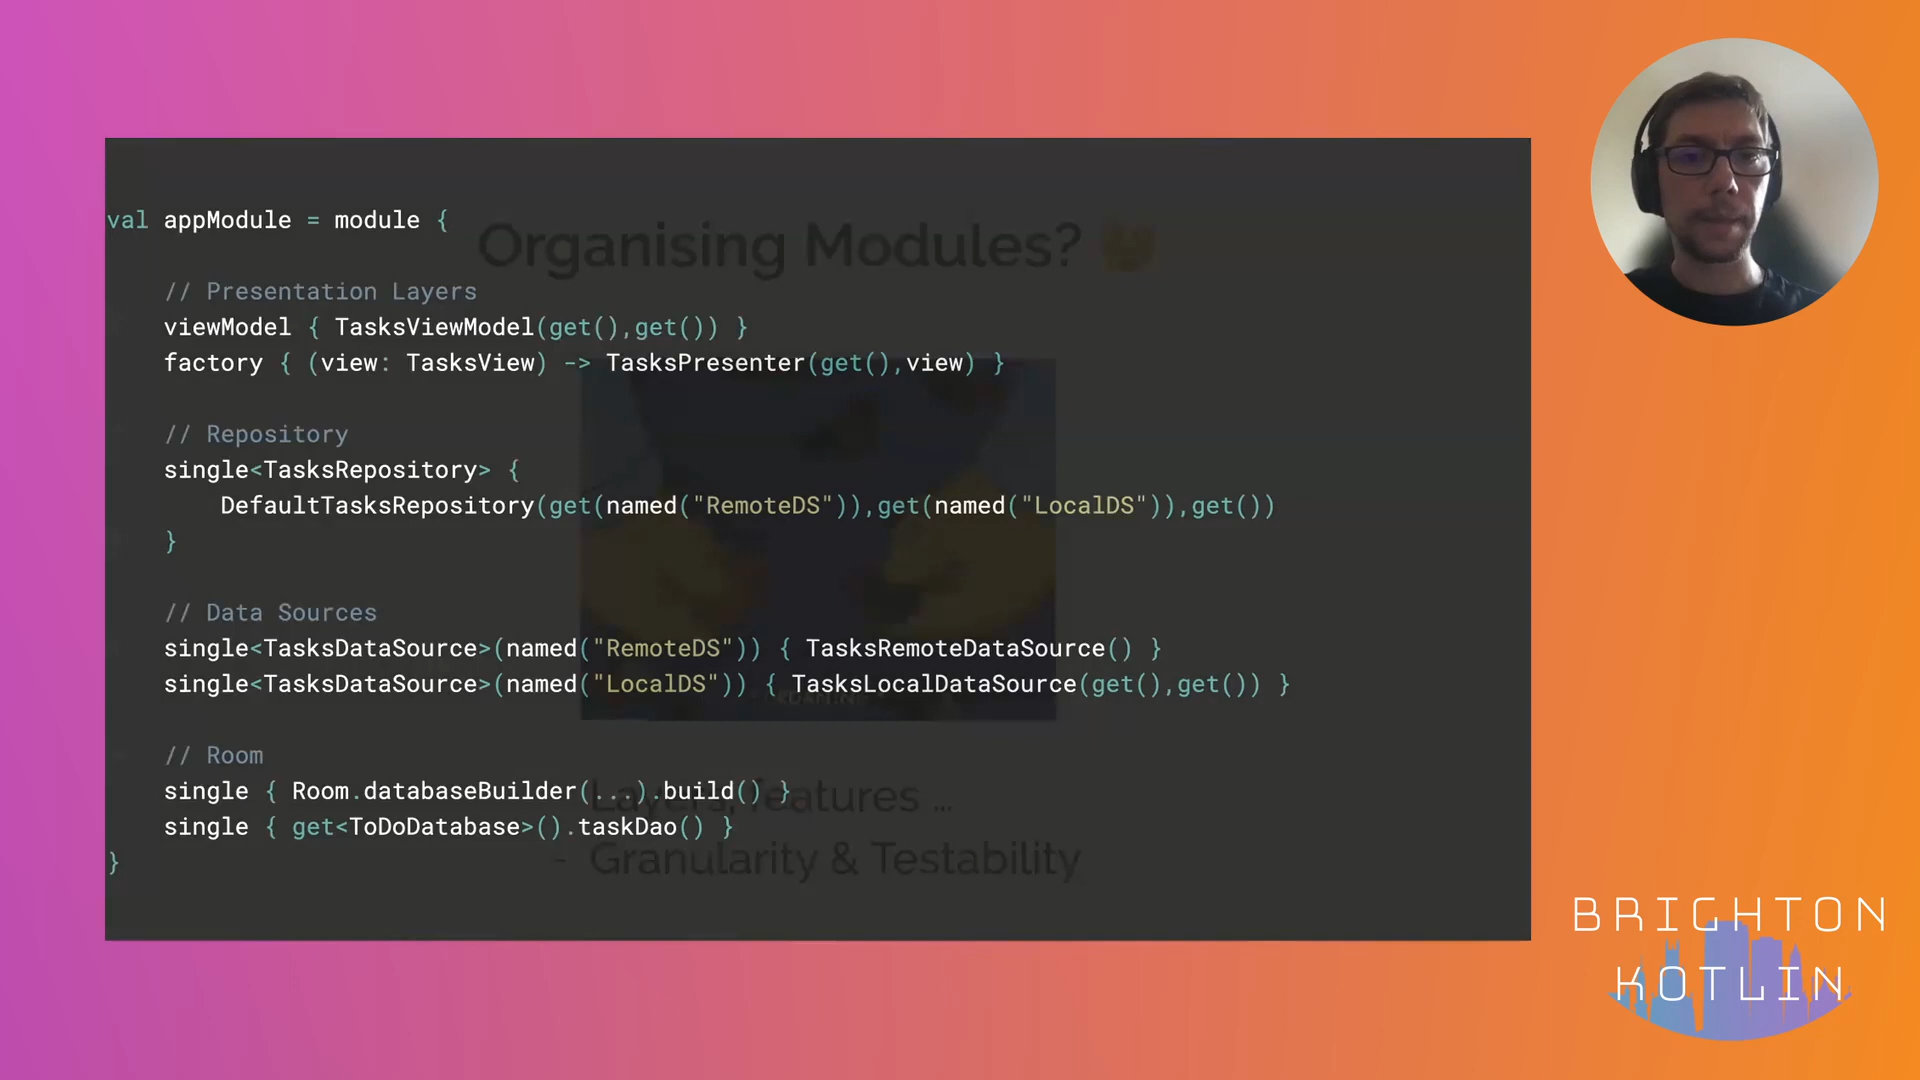 val appModule = module {
Organising Modules?
// Presentation Layers
viewModel { TasksViewModel(get(),get()) }
factory { (view: TasksView) -> TasksPresenter(get(),view) }
// Repository
single<TasksRepository> {
DefaultTasksRepository(get(named("RemoteDS")),get(named("LocalDS")),get())
}
// Data Sources
single<TasksDataSource>(named("RemoteDS")) { TasksRemoteDataSource() }
single<TasksDataSource>(named("LocalDS")) { TasksLocalDataSource(get(),get()) }
// Room
single { Room.databaseBuilder(...).build() }
Layers, features ...
single { get<ToDoDatabase>().taskDao() }
- Granularity & Testability
}
BRIGHTON
KOTLIN